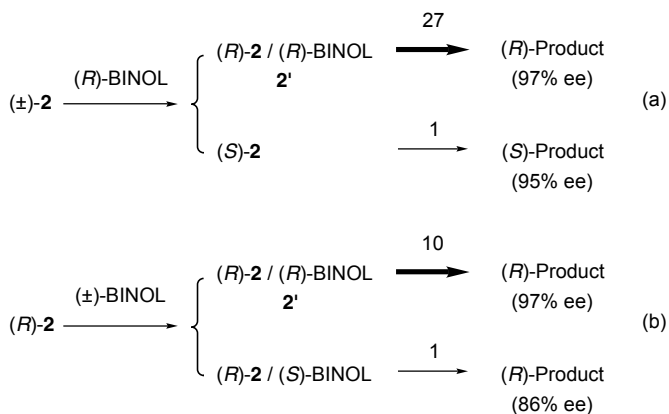 27
(R)-BINOL
(R)-2 / (R)-BINOL
(R)-Product
2'
(97% ee)
(±)-2
(a)
1
(S)-2
(S)-Product
(95% ee)
10
(±)-BINOL
(R)-2 / (R)-BINOL
(R)-Product
2'
(97% ee)
(R)-2
(b)
1
(R)-2 / (S)-BINOL
(R)-Product
(86% ee)